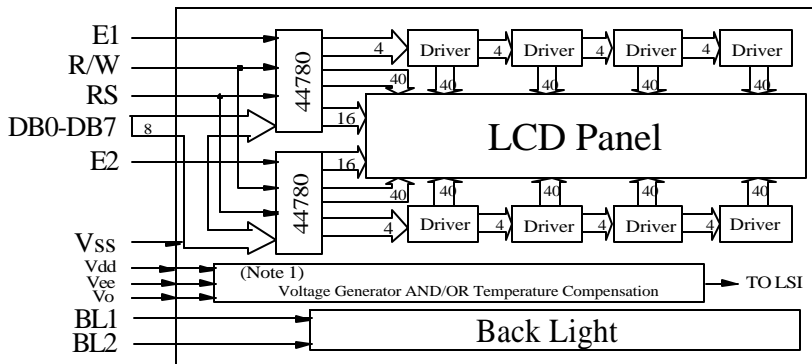 E1
R/W
RS
DB0-DB7
8
E2
Vss
Vdd
Vee
Vo
BL1
BL2
44780
44780
4
Driver
4
Driver
4
Driver
4
Driver
40
40
40
40
40
16
LCD Panel
16
40
40
40
40
40
4
Driver
4
Driver
4
Driver
4
Driver
(Note 1)
Voltage Generator AND/OR Temperature Compensation
TO LSI
Back Light